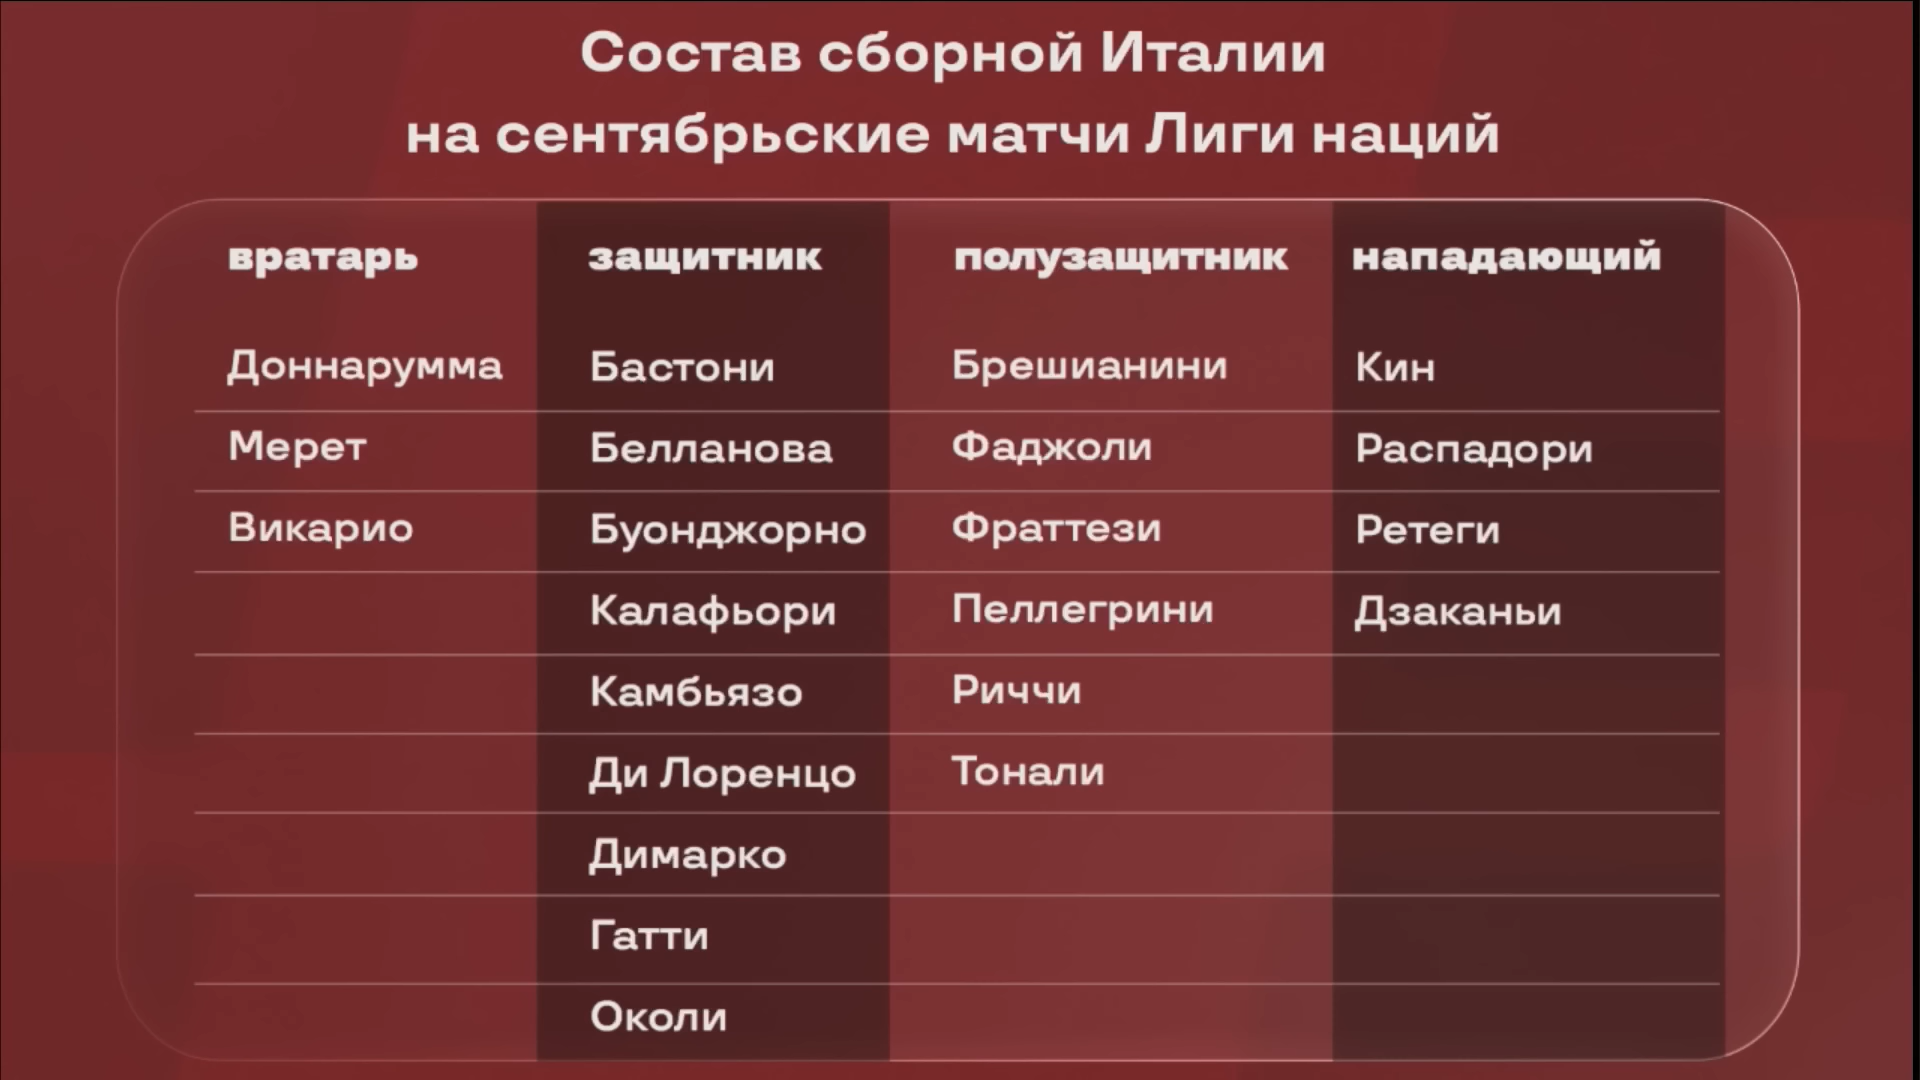 Состав сборной Италии
на сентябрьские матчи Лиги наций
вратарь защитник полузащитник нападающий
Доннарумма Бастони Брешианини Кин
Мерет Белланова Фаджоли Распадори
Викарио Буонджорно Фраттези Ретеги
Калафьори Пеллегрини Дзаканьи
Камбьязо Риччи
Ди Лоренцо Тонали
Димарко
Гатти
Околи